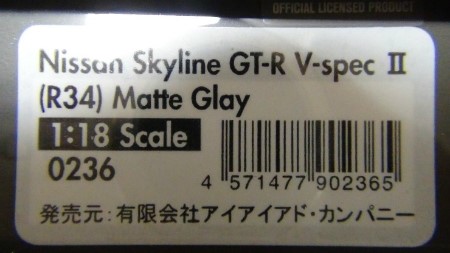 OFFICIAL LICENSED PRODUCT
Nissan Skyline GT-R V-spec Ⅱ
(R34) Matte Glay
1:18 Scale
0236
4 571477 902365
発売元：有限会社アイアイアド・カンパニー